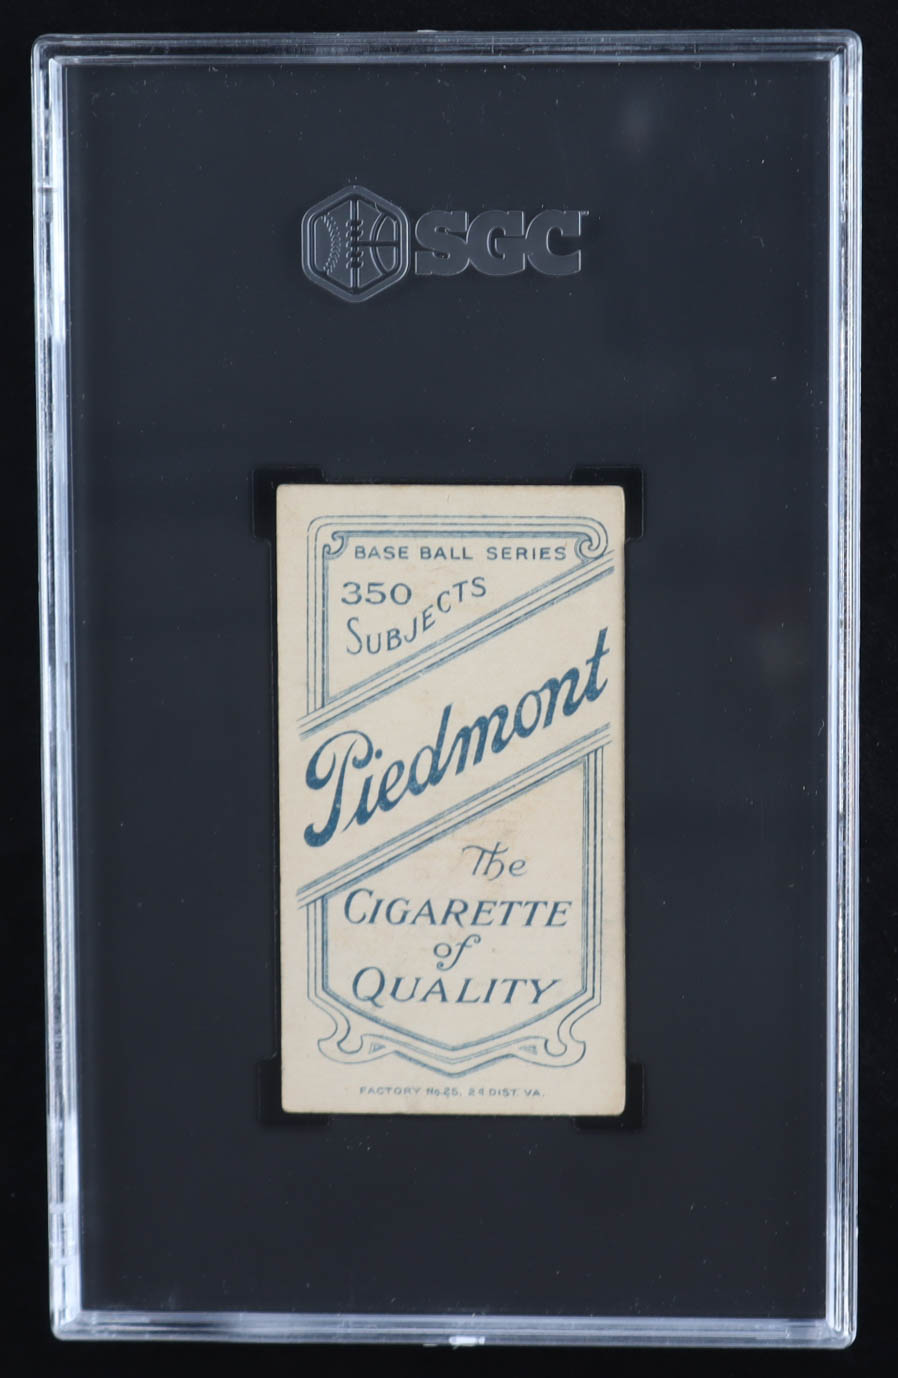 SGC
BASE BALL SERIES
350
SUBJECTS
Piedmont
The
CIGARETTE
of
QUALITY
FACTORY No. 25, 2d DIST. VA.